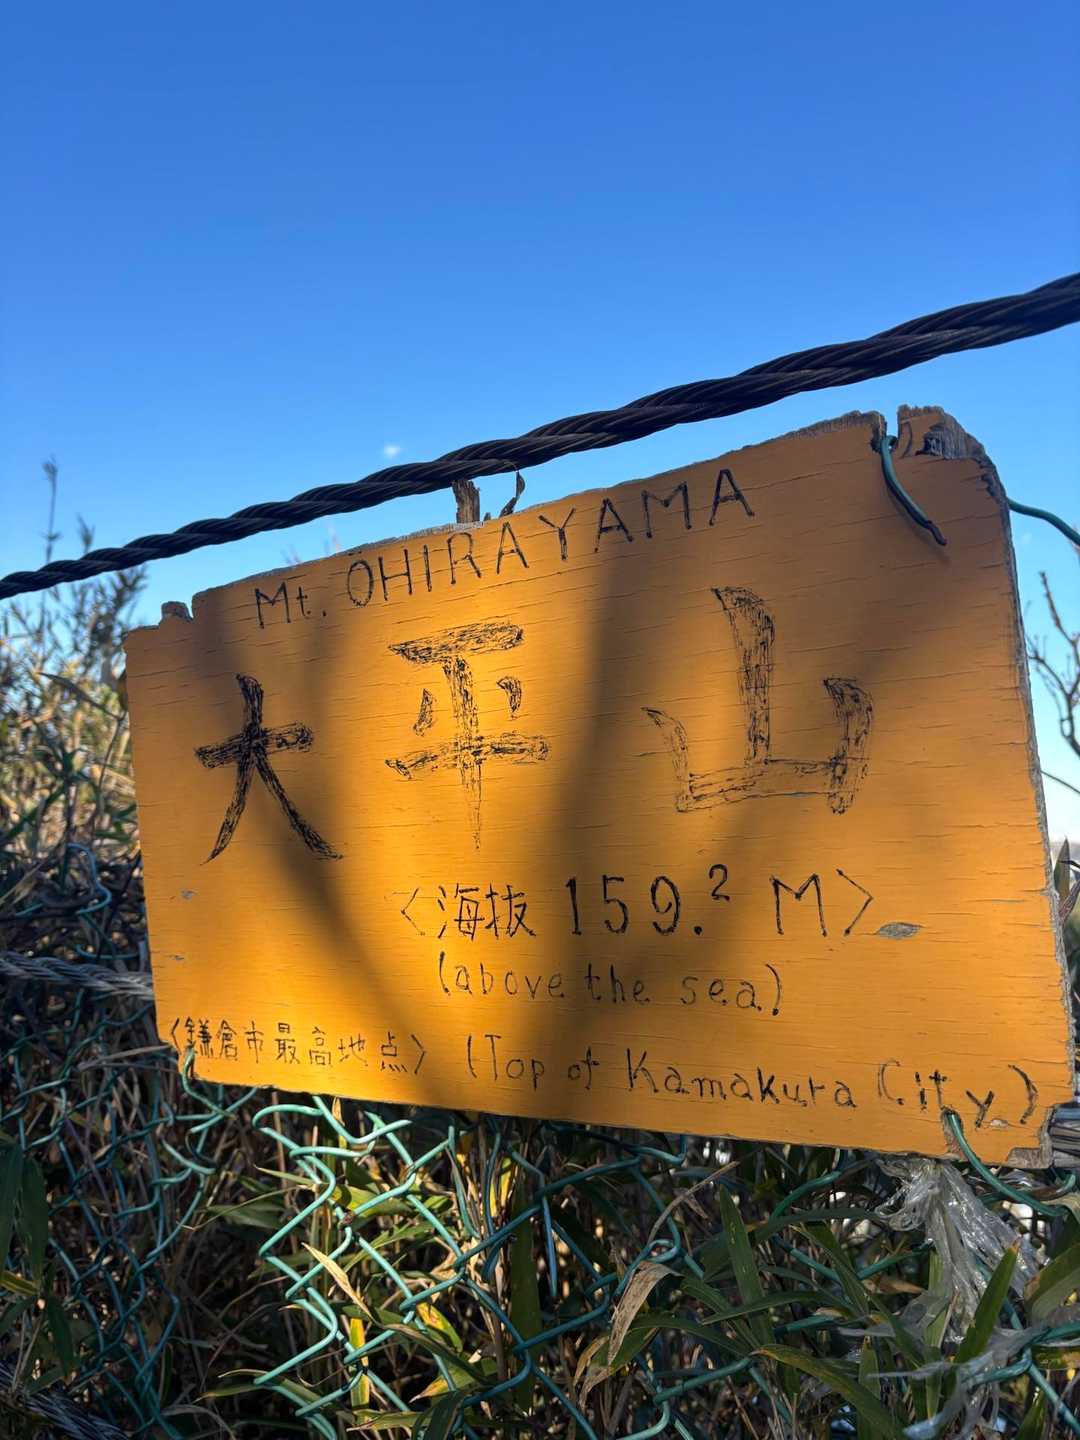 Mt. ŌHIRAYAMA
大平山
〈海抜 159.² M〉
(above the sea)
〈鎌倉市最高地点〉 (Top of Kamakura City)